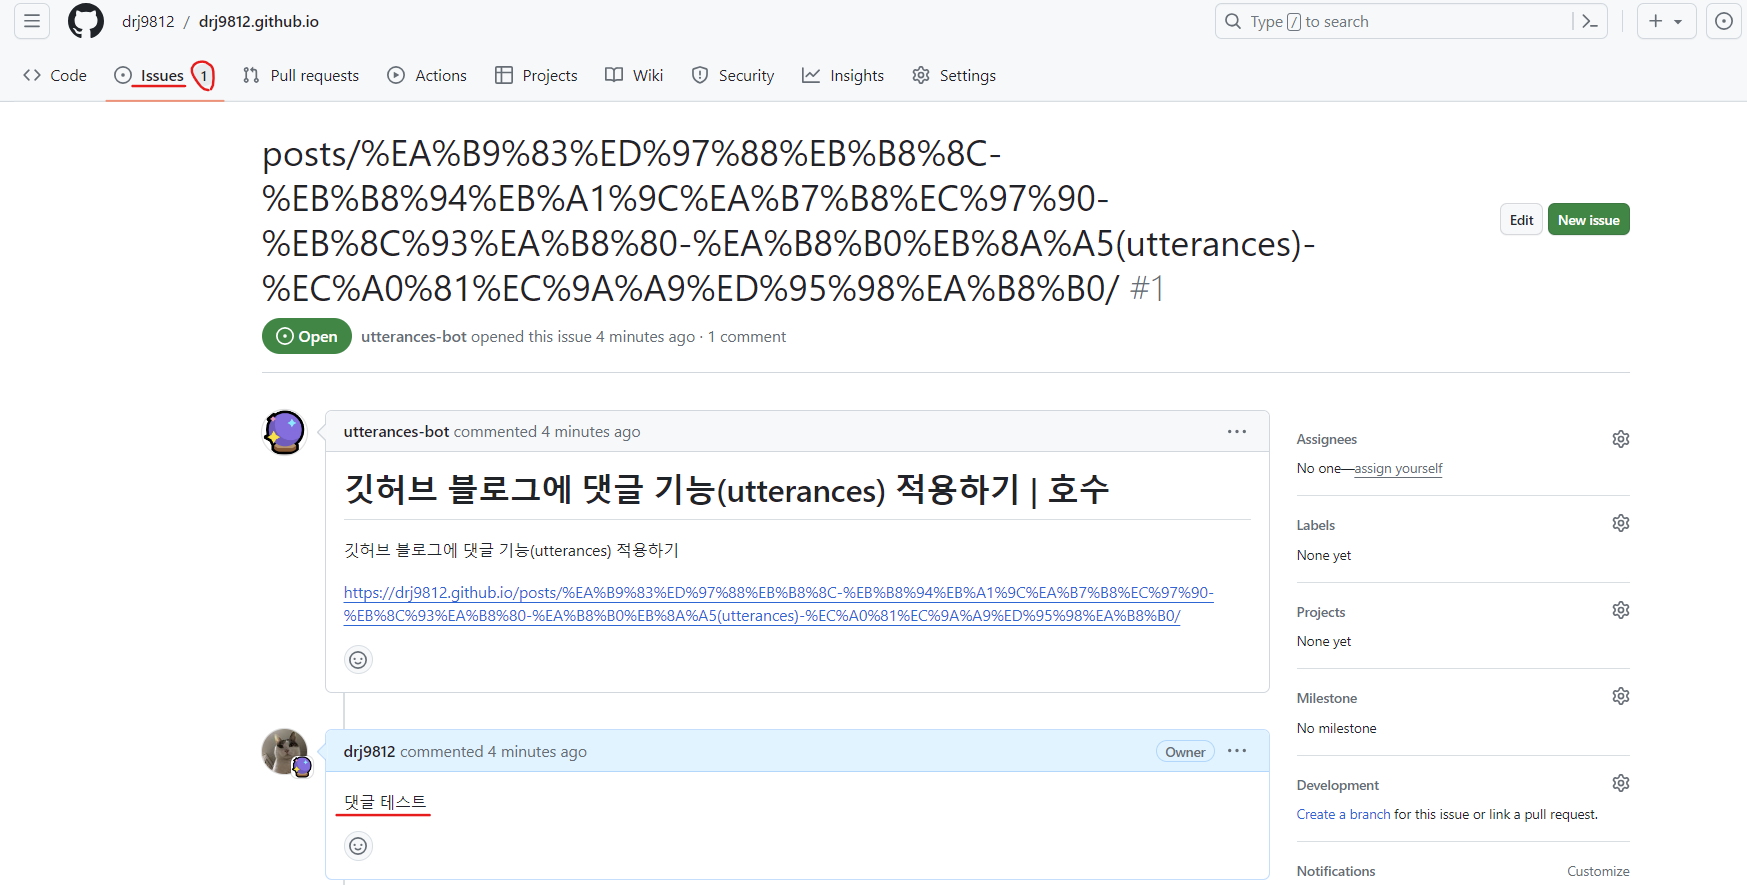 drj9812 / drj9812.github.io
Type / to search
Code
Issues 1
Pull requests
Actions
Projects
Wiki
Security
Insights
Settings
posts/%EA%B9%83%ED%97%88%EB%B8%8C-
%EB%B8%94%EB%A1%9C%EA%B7%B8%EC%97%90-
%EB%8C%93%EA%B8%80-%EA%B8%B0%EB%8A%A5(utterances)-
%EC%A0%81%EC%9A%A9%ED%95%98%EA%B8%B0/ #1
Edit
New issue
Open
utterances-bot opened this issue 4 minutes ago · 1 comment
utterances-bot commented 4 minutes ago
깃허브 블로그에 댓글 기능(utterances) 적용하기 | 호수
깃허브 블로그에 댓글 기능(utterances) 적용하기
https://drj9812.github.io/posts/%EA%B9%83%ED%97%88%EB%B8%8C-%EB%B8%94%EB%A1%9C%EA%B7%B8%EC%97%90-
%EB%8C%93%EA%B8%80-%EA%B8%B0%EB%8A%A5(utterances)-%EC%A0%81%EC%9A%A9%ED%95%98%EA%B8%B0/
drj9812 commented 4 minutes ago
Owner
댓글 테스트
Assignees
No one—assign yourself
Labels
None yet
Projects
None yet
Milestone
No milestone
Development
Create a branch for this issue or link a pull request.
Notifications
Customize